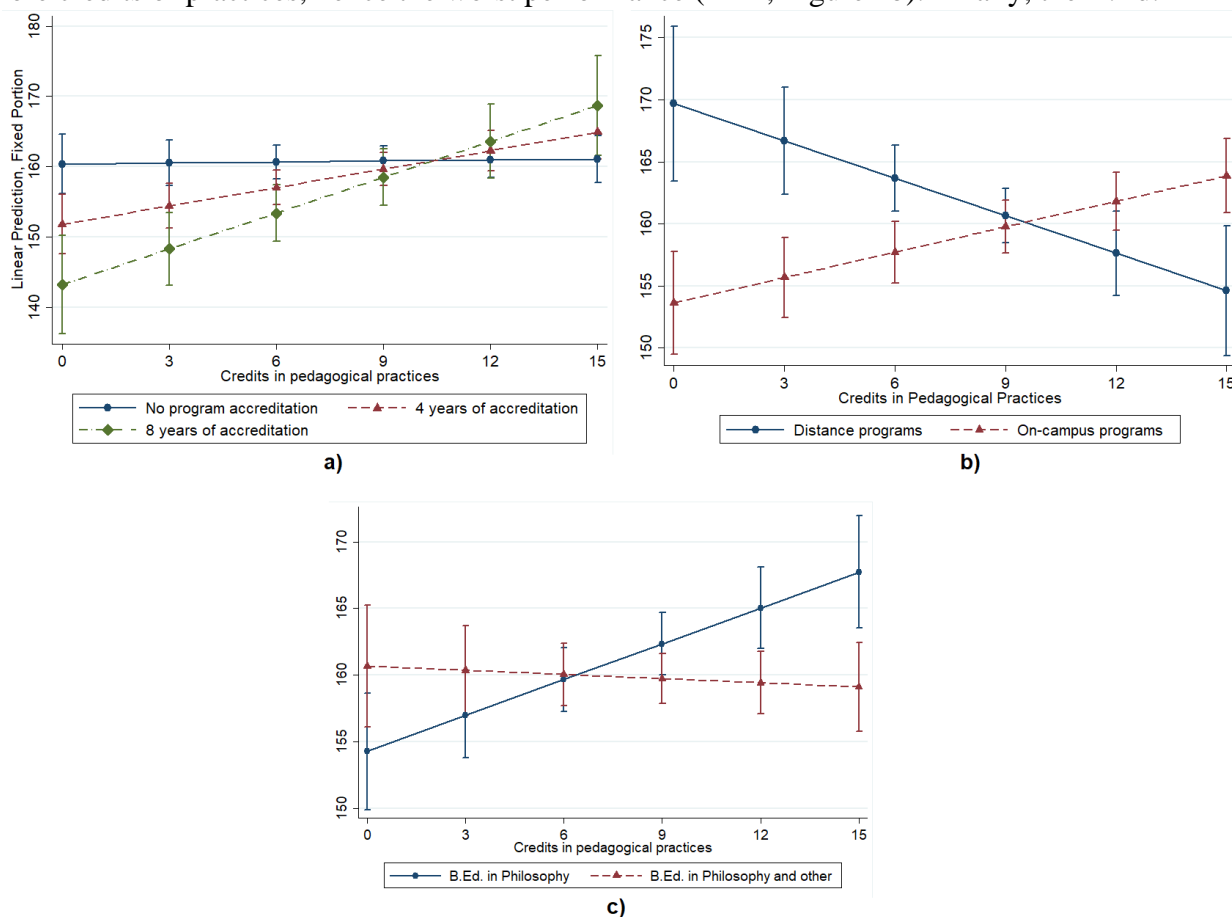 180
170
160
150
140
Linear Prediction, Fixed Portion
0 3 6 9 12 15
Credits in pedagogical practices
No program accreditation 4 years of accreditation
8 years of accreditation
a)
175
170
165
160
155
150
0 3 6 9 12 15
Credits in Pedagogical Practices
Distance programs On-campus programs
b)
170
165
160
155
150
0 3 6 9 12 15
Credits in pedagogical practices
B.Ed. in Philosophy B.Ed. in Philosophy and other
c)